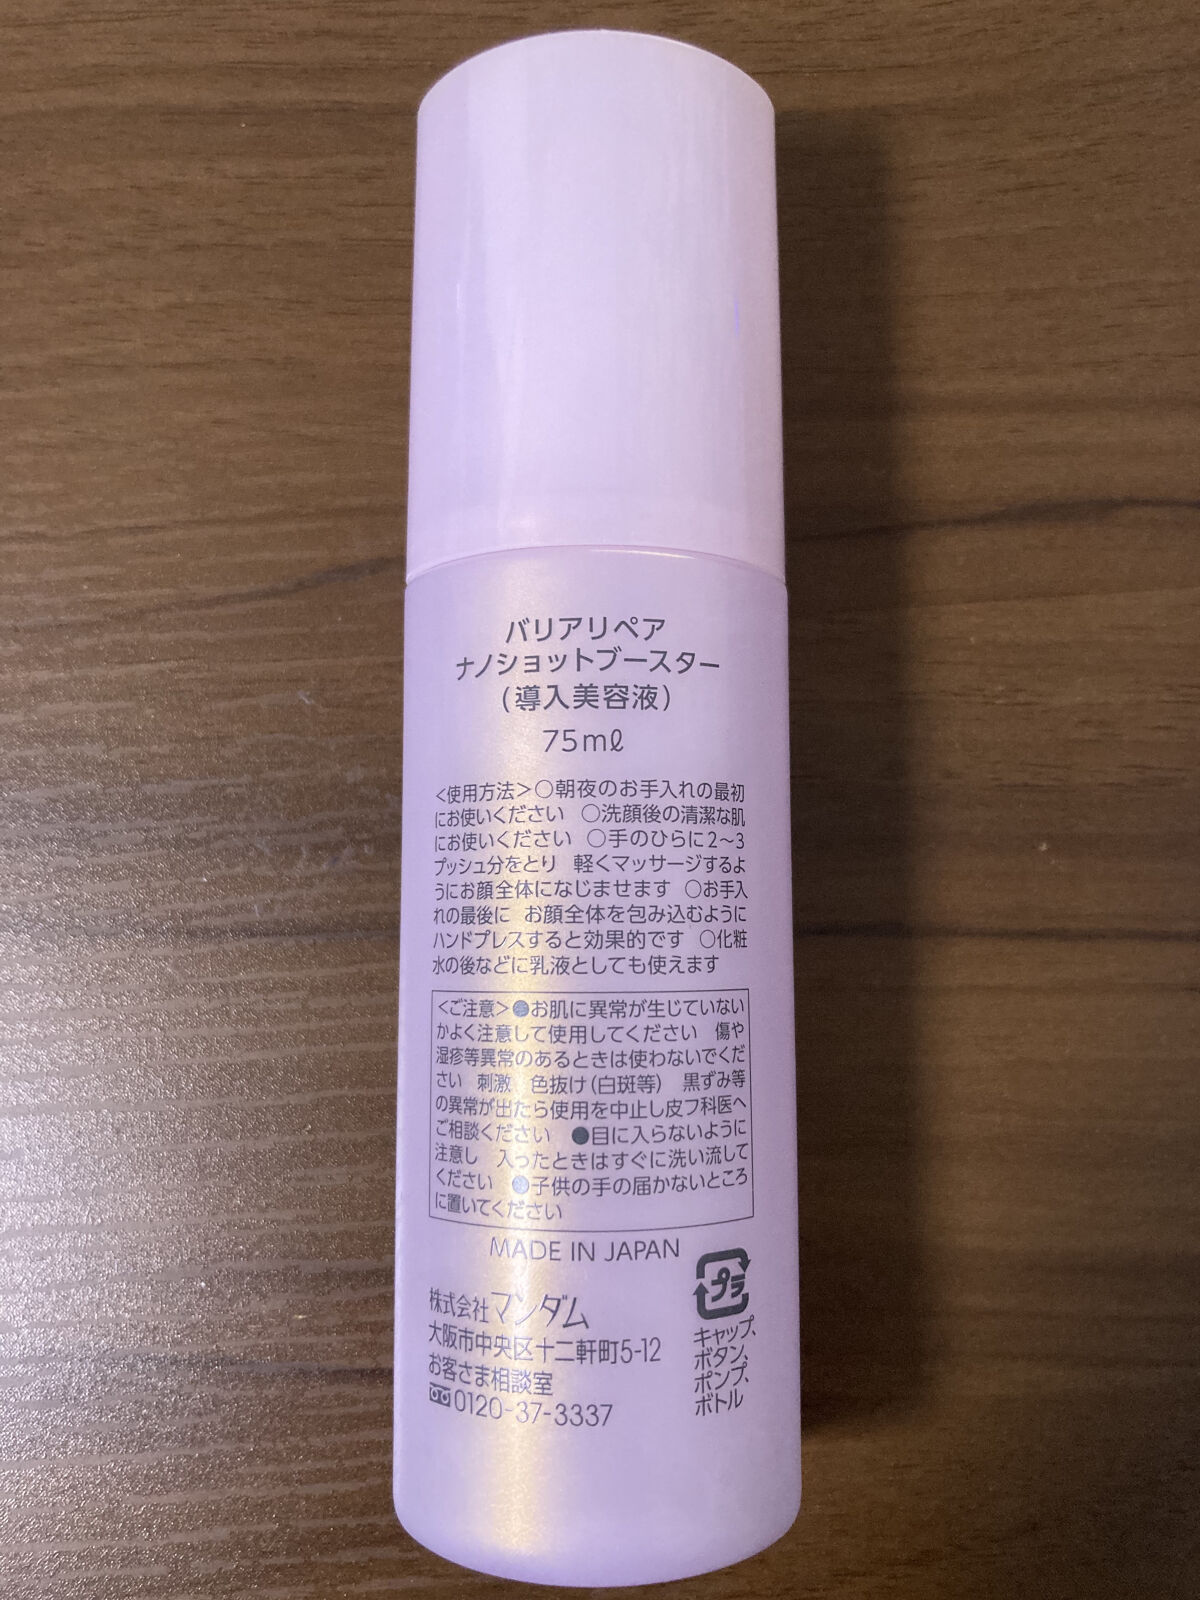 バリアリペア
ナノショットブースター
(導入美容液)
75mℓ
<使用方法>○朝夜のお手入れの最初
にお使いください ○洗顔後の清潔な肌
にお使いください ○手のひらに2〜3
プッシュ分をとり 軽くマッサージするよ
うにお顔全体になじませます ○お手入
れの最後に お顔全体を包み込むように
ハンドプレスすると効果的です ○化粧
水の後などに乳液としても使えます
<ご注意>●お肌に異常が生じていない
かよく注意して使用してください 傷や
湿疹等異常のあるときは使わないでくだ
さい 刺激 色抜け(白斑等) 黒ずみ等
の異常が出たら使用を中止し皮フ科医へ
ご相談ください ●目に入らないように
注意し 入ったときはすぐに洗い流して
ください ●子供の手の届かないところ
に置いてください
MADE IN JAPAN
株式会社マンダム
大阪市中央区十二軒町5-12
お客さま相談室
0120-37-3337
プラ
キャップ、
ボタン、
ポンプ、
ボトル